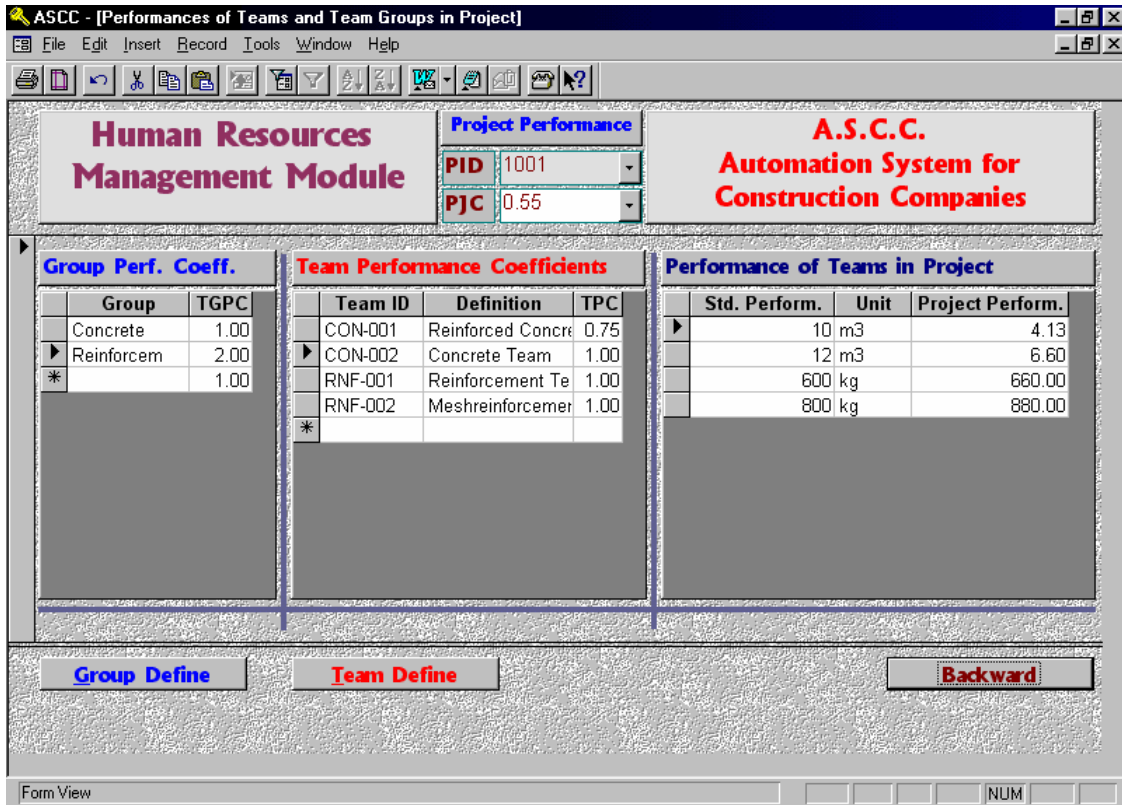 ASCC - [Performances of Teams and Team Groups in Project]
File Edit Insert Record Tools Window Help
Human Resources
Management Module
Project Performance
PID 1001
PJC 0.55
A.S.C.C.
Automation System for
Construction Companies
Group Perf. Coeff.
Group TGPC
Concrete 1.00
Reinforcem 2.00
1.00
Team Performance Coefficients
Team ID Definition TPC
CON-001 Reinforced Concre 0.75
CON-002 Concrete Team 1.00
RNF-001 Reinforcement Te 1.00
RNF-002 Meshreinforcemer 1.00
Performance of Teams in Project
Std. Perform. Unit Project Perform.
10 m3 4.13
12 m3 6.60
600 kg 660.00
800 kg 880.00
Group Define
Team Define
Backward
Form View
NUM